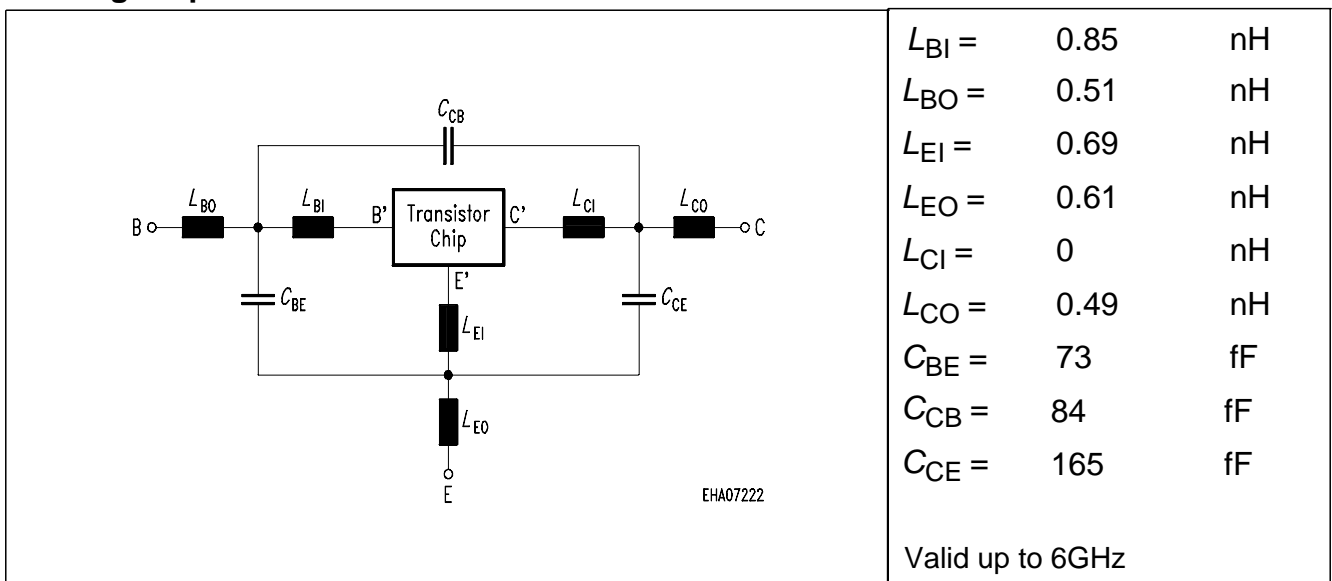 C_CB
L_BO
L_BI
B'
Transistor
Chip
C'
L_CI
L_CO
B
C
E'
C_BE
L_EI
C_CE
L_EO
E
EHA07222
L_BI = 0.85 nH
L_BO = 0.51 nH
L_EI = 0.69 nH
L_EO = 0.61 nH
L_CI = 0 nH
L_CO = 0.49 nH
C_BE = 73 fF
C_CB = 84 fF
C_CE = 165 fF
Valid up to 6GHz